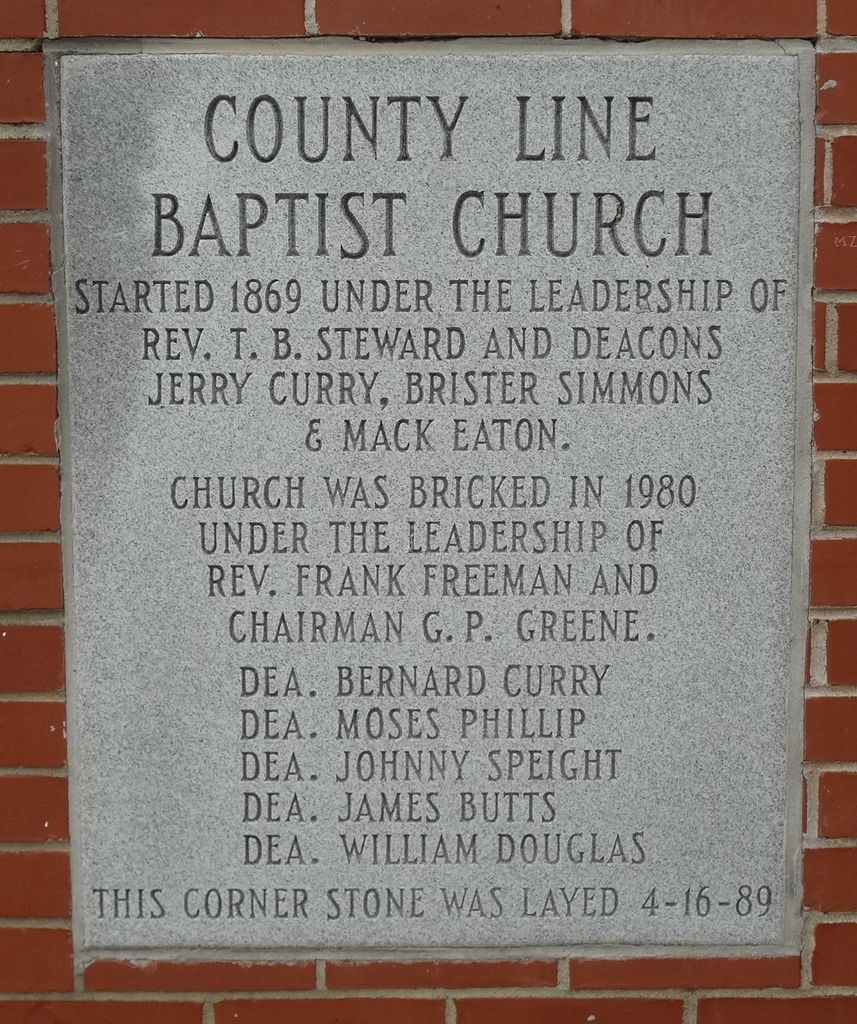 COUNTY LINE
BAPTIST CHURCH
STARTED 1869 UNDER THE LEADERSHIP OF
REV. T. B. STEWARD AND DEACONS
JERRY CURRY, BRISTER SIMMONS
& MACK EATON.
CHURCH WAS BRICKED IN 1980
UNDER THE LEADERSHIP OF
REV. FRANK FREEMAN AND
CHAIRMAN G. P. GREENE.
DEA. BERNARD CURRY
DEA. MOSES PHILLIP
DEA. JOHNNY SPEIGHT
DEA. JAMES BUTTS
DEA. WILLIAM DOUGLAS
THIS CORNER STONE WAS LAYED 4-16-89
MZ